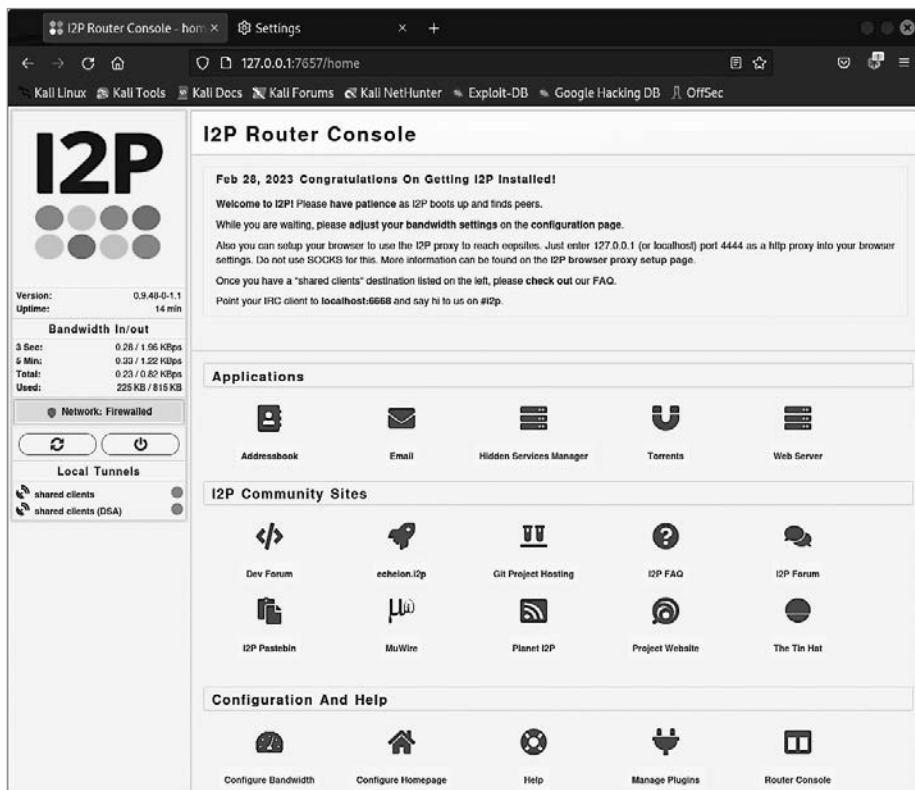 I2P Router Console - hom
Settings
127.0.0.1:7657/home
Kali Linux Kali Tools Kali Docs Kali Forums Kali NetHunter Exploit-DB Google Hacking DB OffSec
I2P
Version: 0.9.48-0-1.1
Uptime: 14 min
Bandwidth In/out
3 Sec: 0.28 / 1.96 KBps
5 Min: 0.33 / 1.22 KBps
Total: 0.23 / 0.82 KBps
Used: 225 KB / 815 KB
Network: Firewalled
Local Tunnels
shared clients
shared clients (DSA)
I2P Router Console
Feb 28, 2023 Congratulations On Getting I2P Installed!
Welcome to I2P! Please have patience as I2P boots up and finds peers.
While you are waiting, please adjust your bandwidth settings on the configuration page.
Also you can setup your browser to use the I2P proxy to reach eepsites. Just enter 127.0.0.1 (or localhost) port 4444 as a http proxy into your browser
settings. Do not use SOCKS for this. More information can be found on the I2P browser proxy setup page.
Once you have a "shared clients" destination listed on the left, please check out our FAQ.
Point your IRC client to localhost:6668 and say hi to us on #i2p.
Applications
Addressbook Email Hidden Services Manager Torrents Web Server
I2P Community Sites
Dev Forum echelon.i2p Git Project Hosting I2P FAQ I2P Forum
I2P Pastebin MuWire Planet I2P Project Website The Tin Hat
Configuration And Help
Configure Bandwidth Configure Homepage Help Manage Plugins Router Console